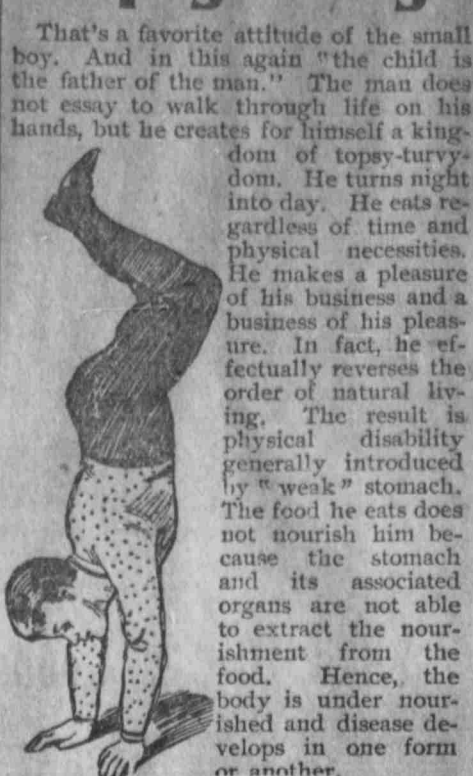 That's a favorite attitude of the small
boy. And in this again "the child is
the father of the man." The man does
not essay to walk through life on his
hands, but he creates for himself a king-
dom of topsy-turvy-
dom. He turns night
into day. He eats re-
gardless of time and
physical necessities.
He makes a pleasure
of his business and a
business of his pleas-
ure. In fact, he ef-
fectually reverses the
order of natural liv-
ing. The result is
physical disability
generally introduced
by "weak" stomach.
The food he eats does
not nourish him be-
cause the stomach
and its associated
organs are not able
to extract the nour-
ishment from the
food. Hence, the
body is under nour-
ished and disease de-
velops in one form
or another.